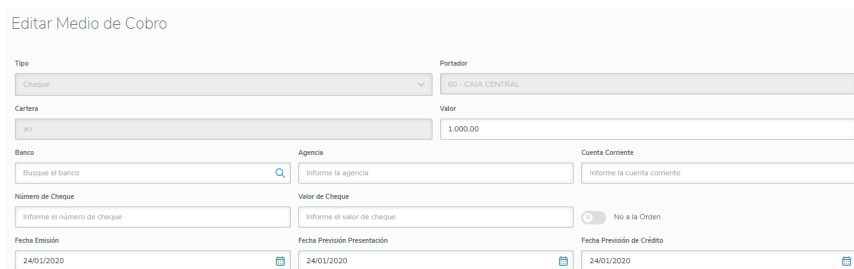 Editar Medio de Cobro
Tipo Portador
Cheque 60 - CAJA CENTRAL
Cartera Valor
acr 1.000,00
Banco Agencia Cuenta Corriente
Busque el banco Informe la agencia Informe la cuenta corriente
Número de Cheque Valor de Cheque
Informe el número de cheque Informe el valor de cheque No a la Orden
Fecha Emisión Fecha Previsión Presentación Fecha Previsión de Crédito
24/01/2020 24/01/2020 24/01/2020